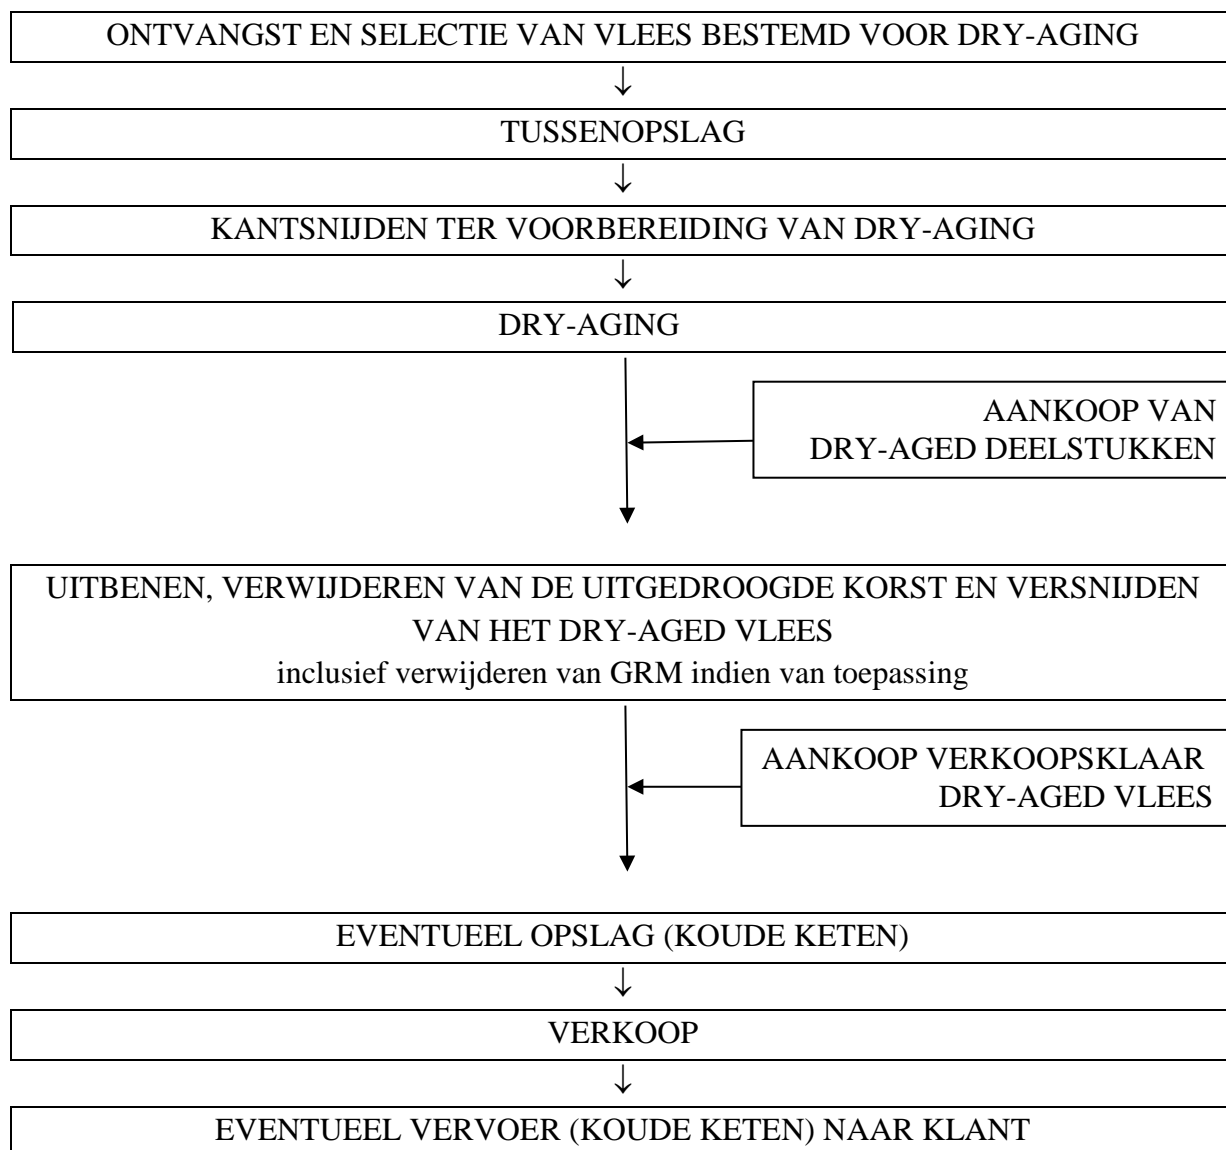 ONTVANGST EN SELECTIE VAN VLEES BESTEMD VOOR DRY-AGING
↓
TUSSENOPSLAG
↓
KANTSNIJDEN TER VOORBEREIDING VAN DRY-AGING
↓
DRY-AGING
AANKOOP VAN
DRY-AGED DEELSTUKKEN
UITBENEN, VERWIJDEREN VAN DE UITGEDROOGDE KORST EN VERSNIJDEN
VAN HET DRY-AGED VLEES
inclusief verwijderen van GRM indien van toepassing
AANKOOP VERKOOPSKLAAR
DRY-AGED VLEES
EVENTUEEL OPSLAG (KOUDE KETEN)
↓
VERKOOP
↓
EVENTUEEL VERVOER (KOUDE KETEN) NAAR KLANT